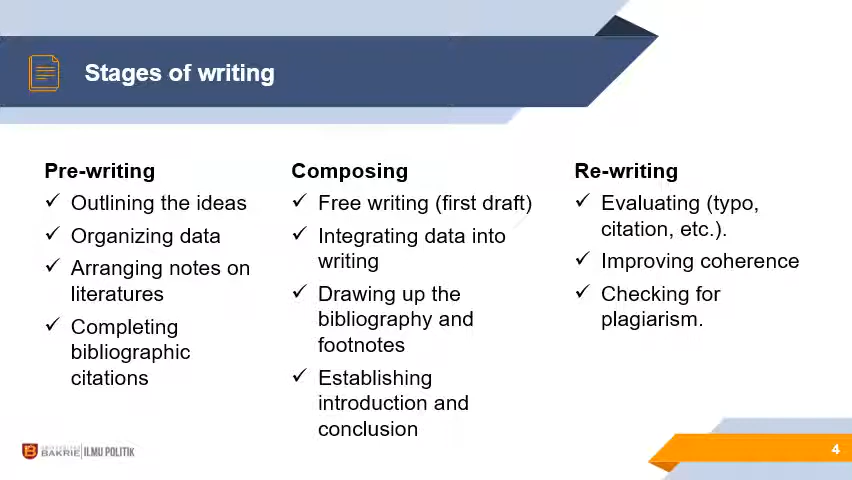 Stages of writing
Pre-writing
✓ Outlining the ideas
✓ Organizing data
✓ Arranging notes on
literatures
✓ Completing
bibliographic
citations
Composing
✓ Free writing (first draft)
✓ Integrating data into
writing
✓ Drawing up the
bibliography and
footnotes
✓ Establishing
introduction and
conclusion
Re-writing
✓ Evaluating (typo,
citation, etc.).
✓ Improving coherence
✓ Checking for
plagiarism.
UNIVERSITAS
BAKRIE | ILMU POLITIK
4